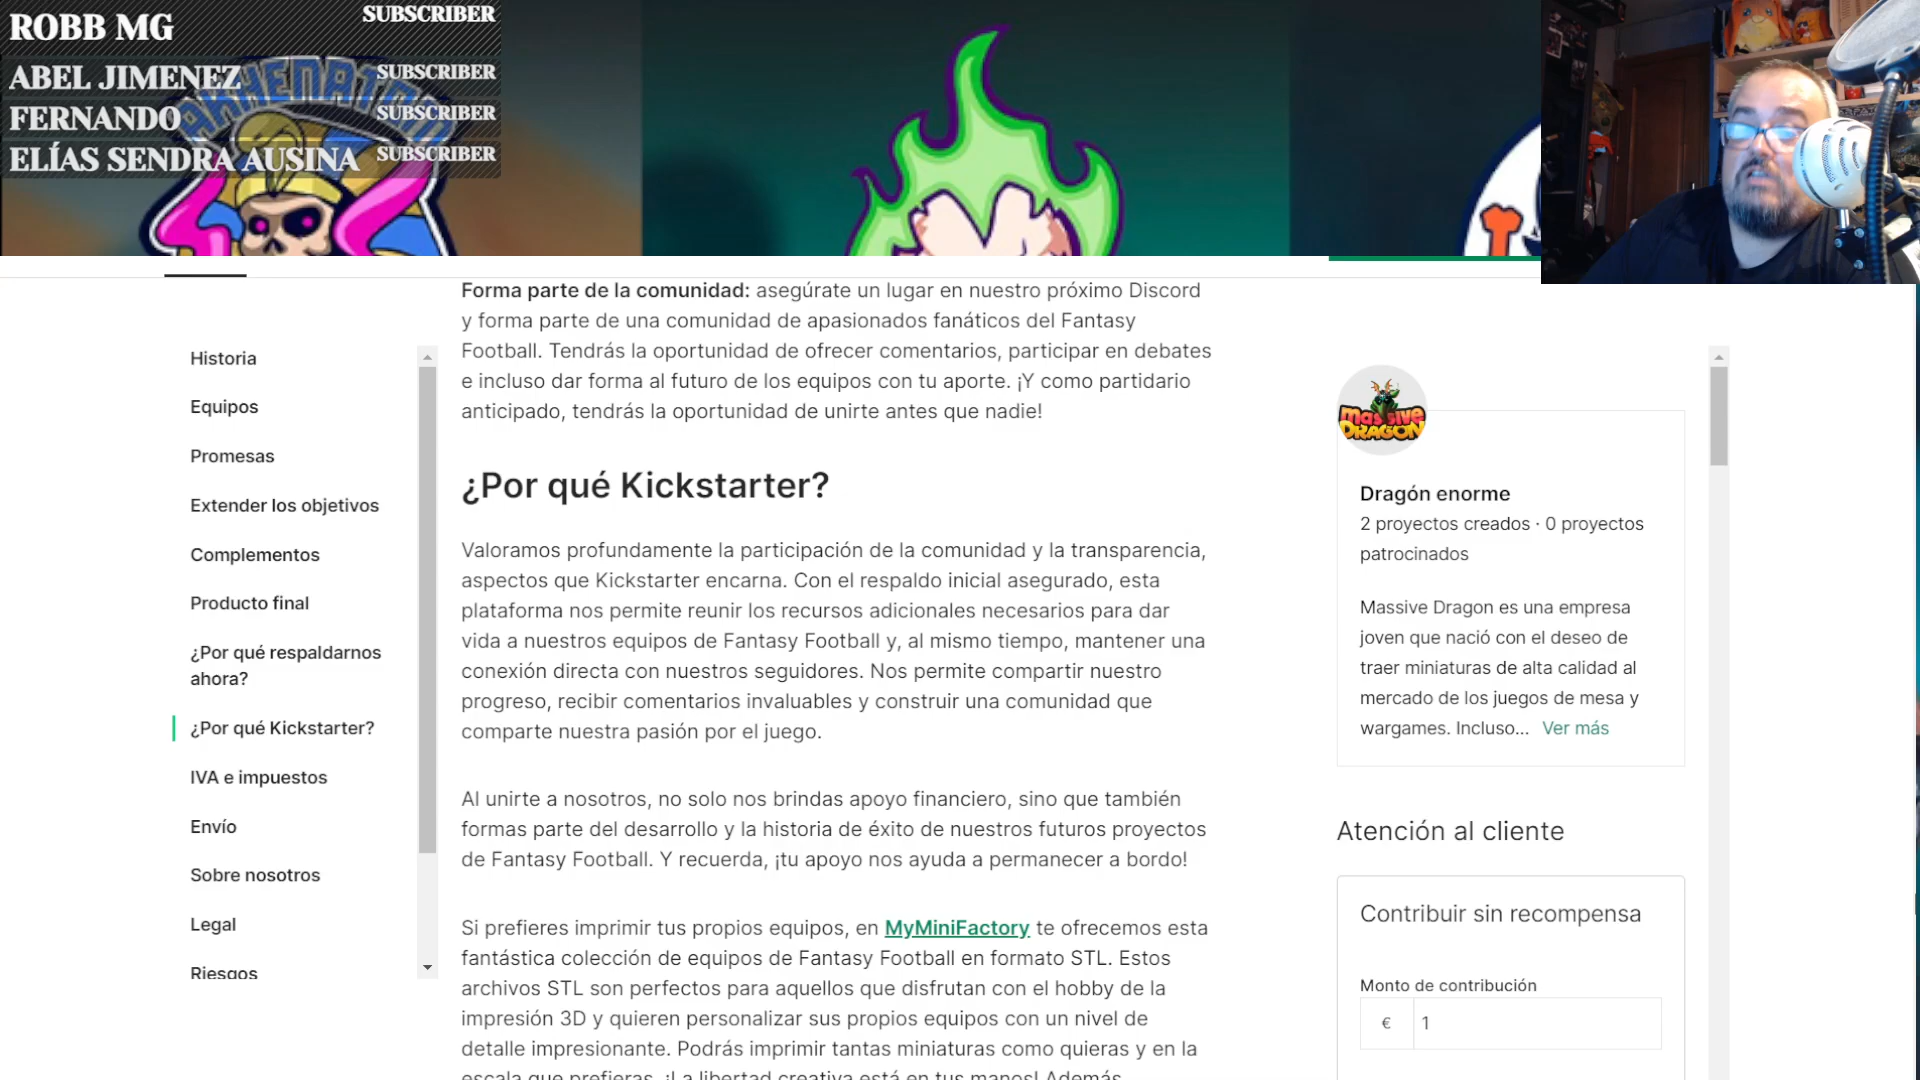 ROBB MG
SUBSCRIBER
ABEL JIMENEZ
SUBSCRIBER
FERNANDO
SUBSCRIBER
ELÍAS SENDRA AUSINA
SUBSCRIBER
Historia
Equipos
Promesas
Extender los objetivos
Complementos
Producto final
¿Por qué respaldarnos
ahora?
¿Por qué Kickstarter?
IVA e impuestos
Envío
Sobre nosotros
Legal
Riesgos
Forma parte de la comunidad: asegúrate un lugar en nuestro próximo Discord
y forma parte de una comunidad de apasionados fanáticos del Fantasy
Football. Tendrás la oportunidad de ofrecer comentarios, participar en debates
e incluso dar forma al futuro de los equipos con tu aporte. ¡Y como partidario
anticipado, tendrás la oportunidad de unirte antes que nadie!
¿Por qué Kickstarter?
Valoramos profundamente la participación de la comunidad y la transparencia,
aspectos que Kickstarter encarna. Con el respaldo inicial asegurado, esta
plataforma nos permite reunir los recursos adicionales necesarios para dar
vida a nuestros equipos de Fantasy Football y, al mismo tiempo, mantener una
conexión directa con nuestros seguidores. Nos permite compartir nuestro
progreso, recibir comentarios invaluables y construir una comunidad que
comparte nuestra pasión por el juego.
Al unirte a nosotros, no solo nos brindas apoyo financiero, sino que también
formas parte del desarrollo y la historia de éxito de nuestros futuros proyectos
de Fantasy Football. Y recuerda, ¡tu apoyo nos ayuda a permanecer a bordo!
Si prefieres imprimir tus propios equipos, en MyMiniFactory te ofrecemos esta
fantástica colección de equipos de Fantasy Football en formato STL. Estos
archivos STL son perfectos para aquellos que disfrutan con el hobby de la
impresión 3D y quieren personalizar sus propios equipos con un nivel de
detalle impresionante. Podrás imprimir tantas miniaturas como quieras y en la
escala que prefieras. ¡La libertad creativa está en tus manos! Además
MASSIVE
DRAGON
Dragón enorme
2 proyectos creados · 0 proyectos
patrocinados
Massive Dragon es una empresa
joven que nació con el deseo de
traer miniaturas de alta calidad al
mercado de los juegos de mesa y
wargames. Incluso... Ver más
Atención al cliente
Contribuir sin recompensa
Monto de contribución
€ 1